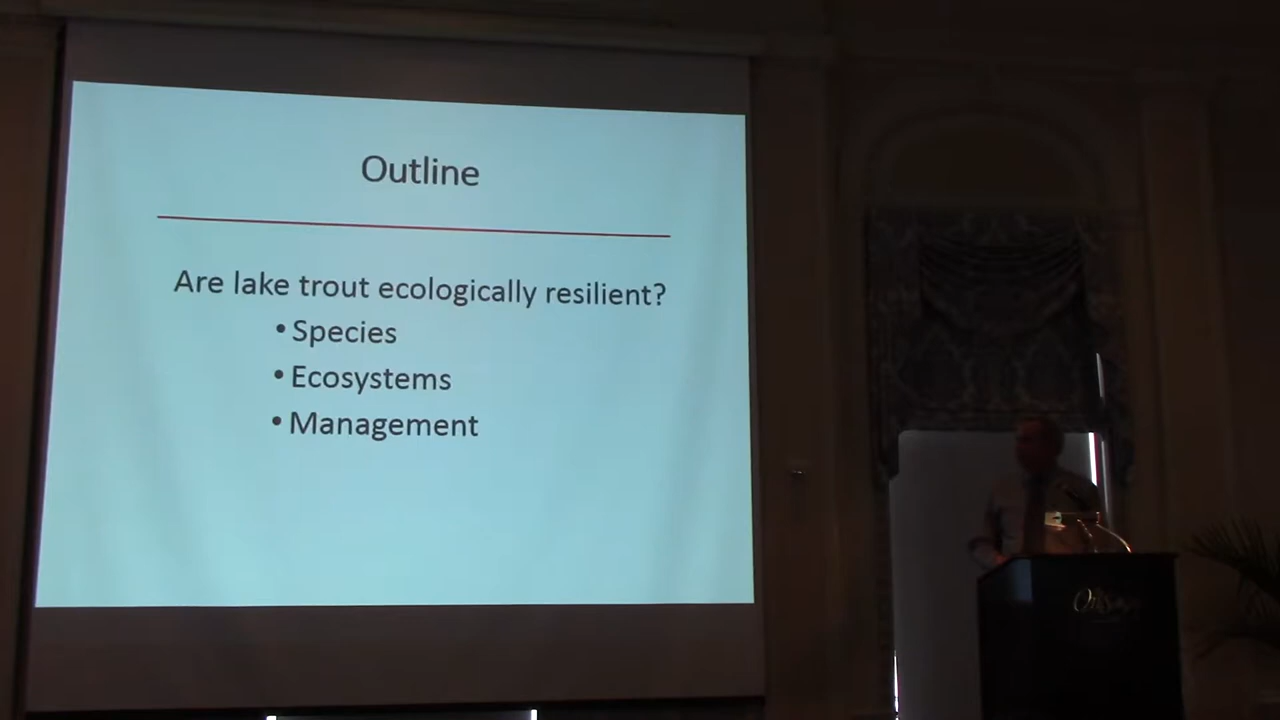 Outline
Are lake trout ecologically resilient?
• Species
• Ecosystems
• Management